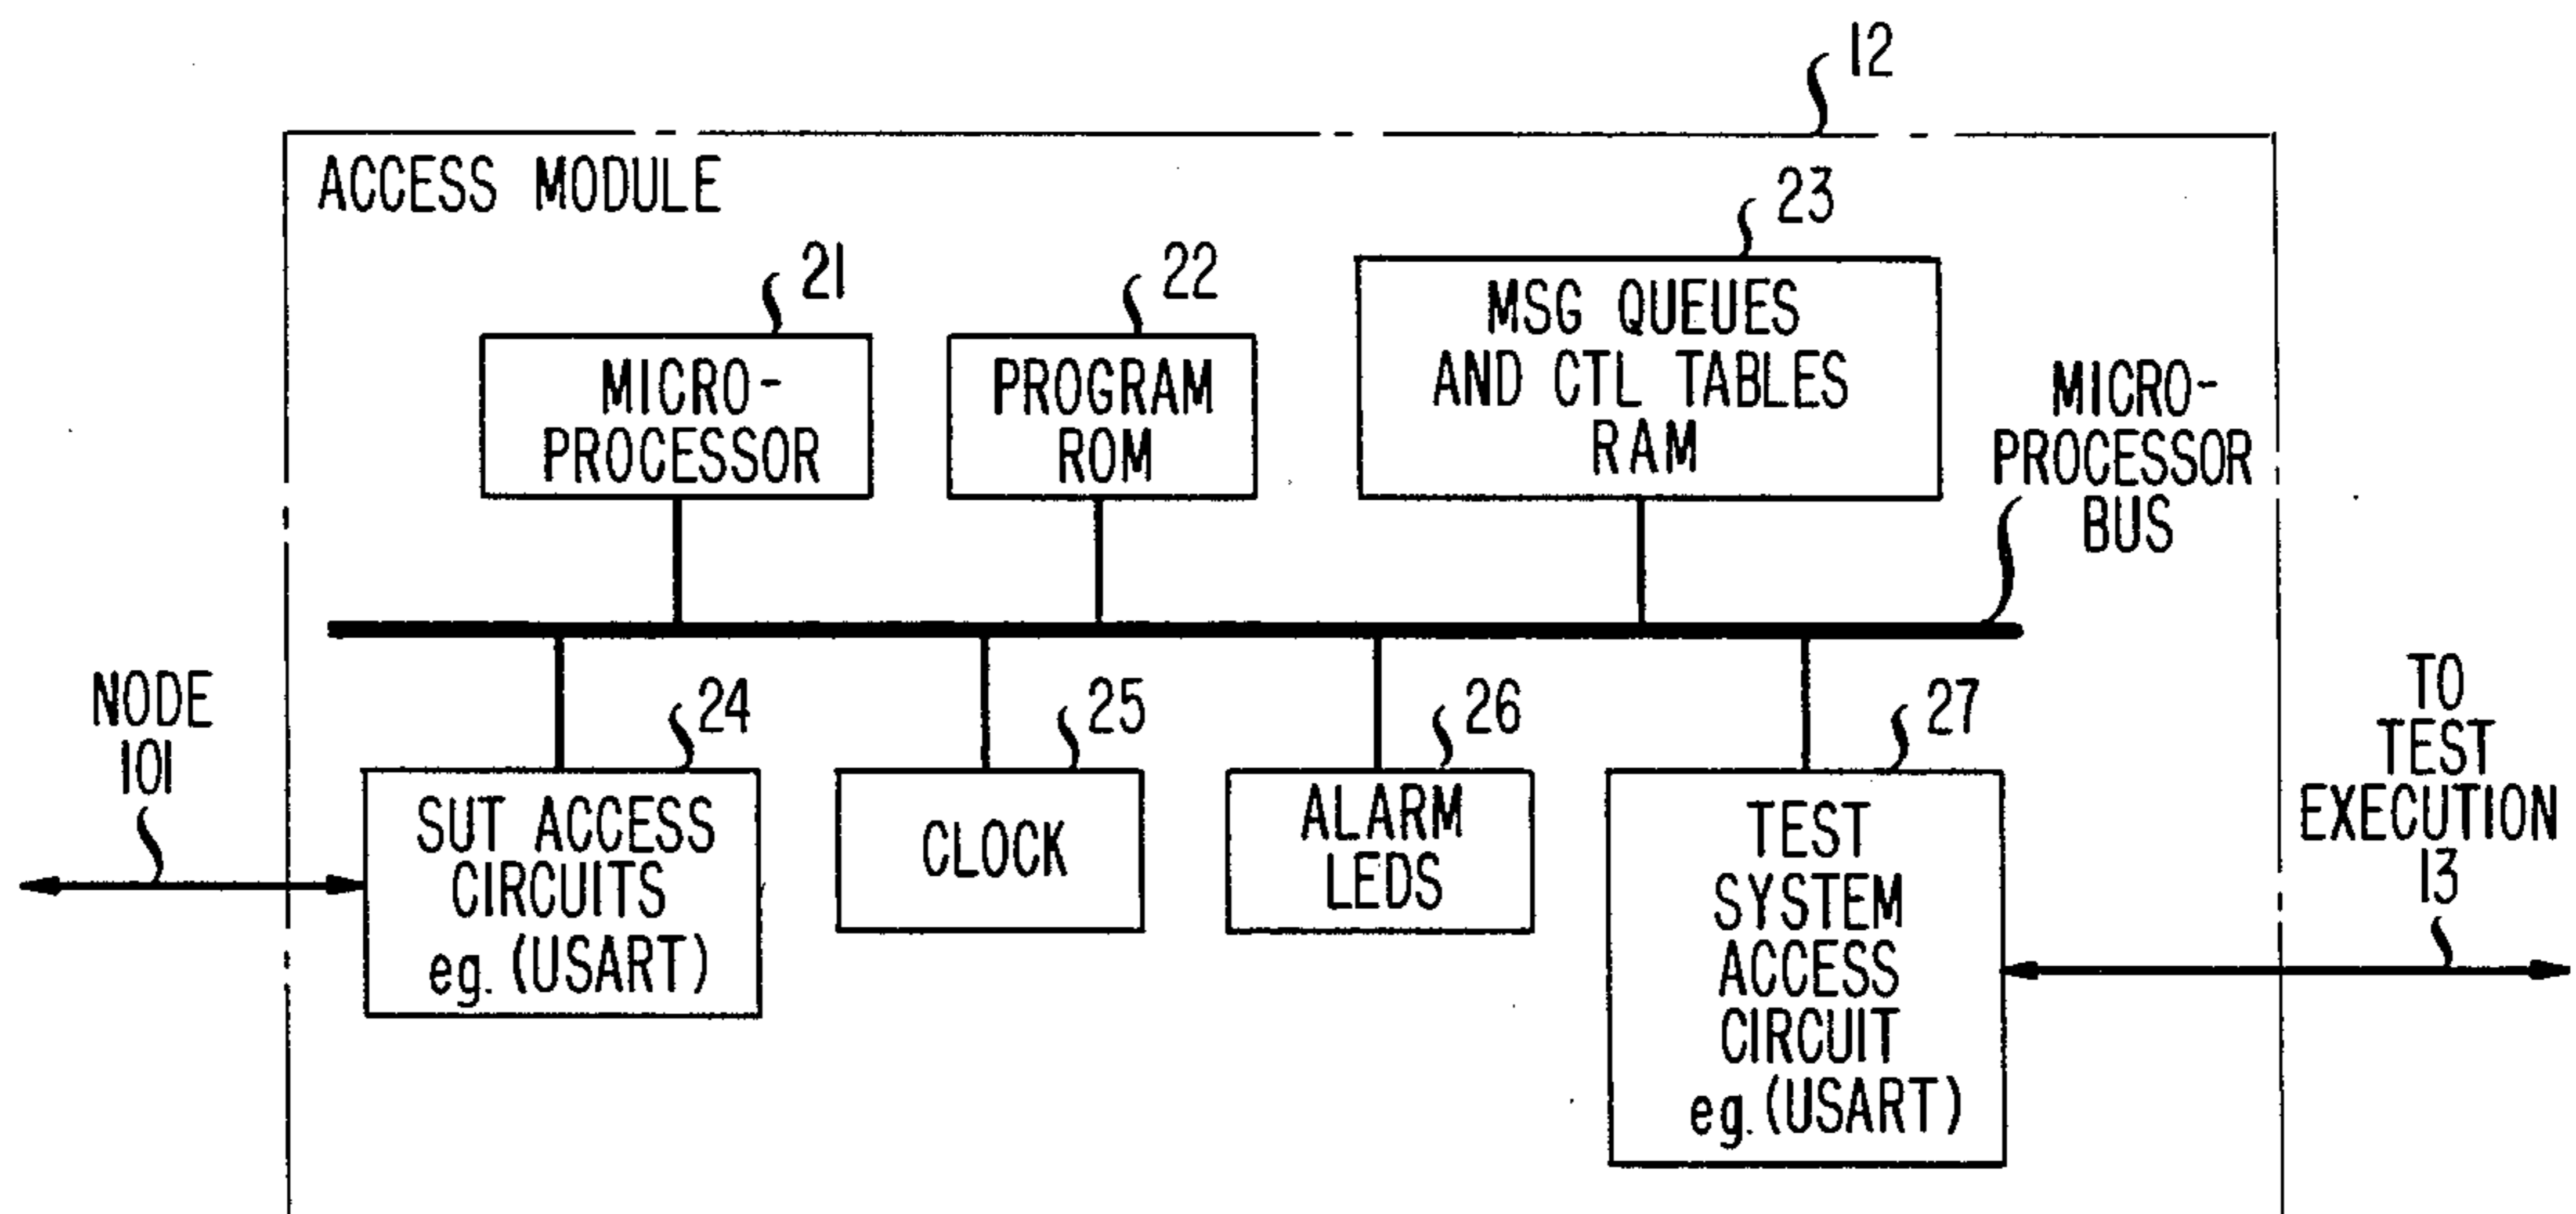 12
ACCESS MODULE
21
MICRO-
PROCESSOR
22
PROGRAM
ROM
23
MSG QUEUES
AND CTL TABLES
RAM
MICRO-
PROCESSOR
BUS
NODE
101
24
SUT ACCESS
CIRCUITS
eg. (USART)
25
CLOCK
26
ALARM
LEDS
27
TEST
SYSTEM
ACCESS
CIRCUIT
eg. (USART)
TO
TEST
EXECUTION
13